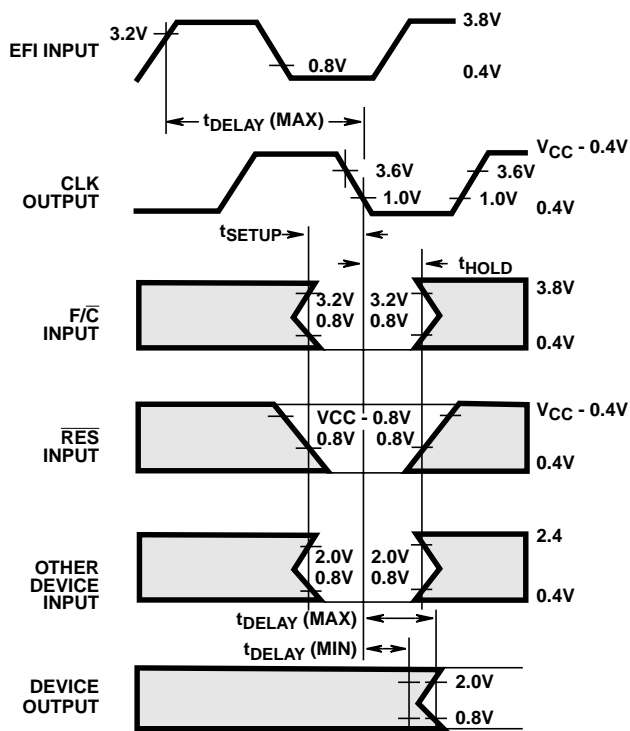 EFI INPUT
3.2V
0.8V
3.8V
0.4V
tDELAY (MAX)
CLK
OUTPUT
3.6V
1.0V
VCC - 0.4V
3.6V
1.0V
0.4V
tSETUP
tHOLD
F/C̅
INPUT
3.2V 3.2V
0.8V 0.8V
3.8V
0.4V
R̅E̅S̅
INPUT
VCC - 0.8V
0.8V 0.8V
VCC - 0.4V
0.4V
OTHER
DEVICE
INPUT
2.0V 2.0V
0.8V 0.8V
2.4
0.4V
tDELAY (MAX)
tDELAY (MIN)
DEVICE
OUTPUT
2.0V
0.8V